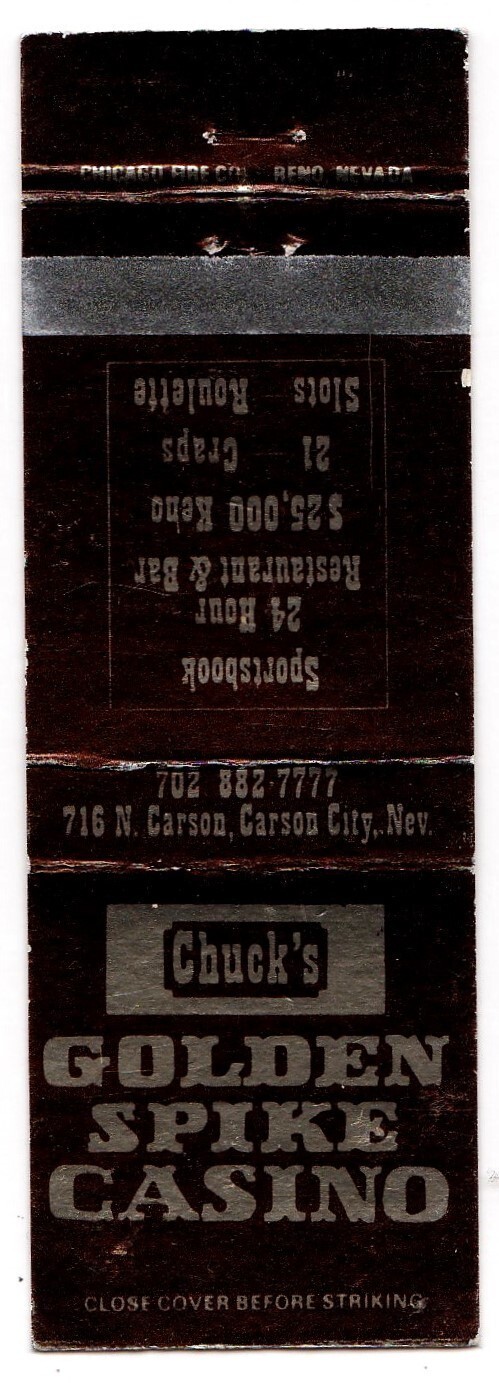 CHICAGO FIRE CO. RENO, NEVADA
Sportsbook
24 Hour
Restaurant & Bar
$25,000 Keno
21 Craps
Slots Roulette
702 882-7777
716 N. Carson, Carson City, Nev.
Chuck's
GOLDEN
SPIKE
CASINO
CLOSE COVER BEFORE STRIKING